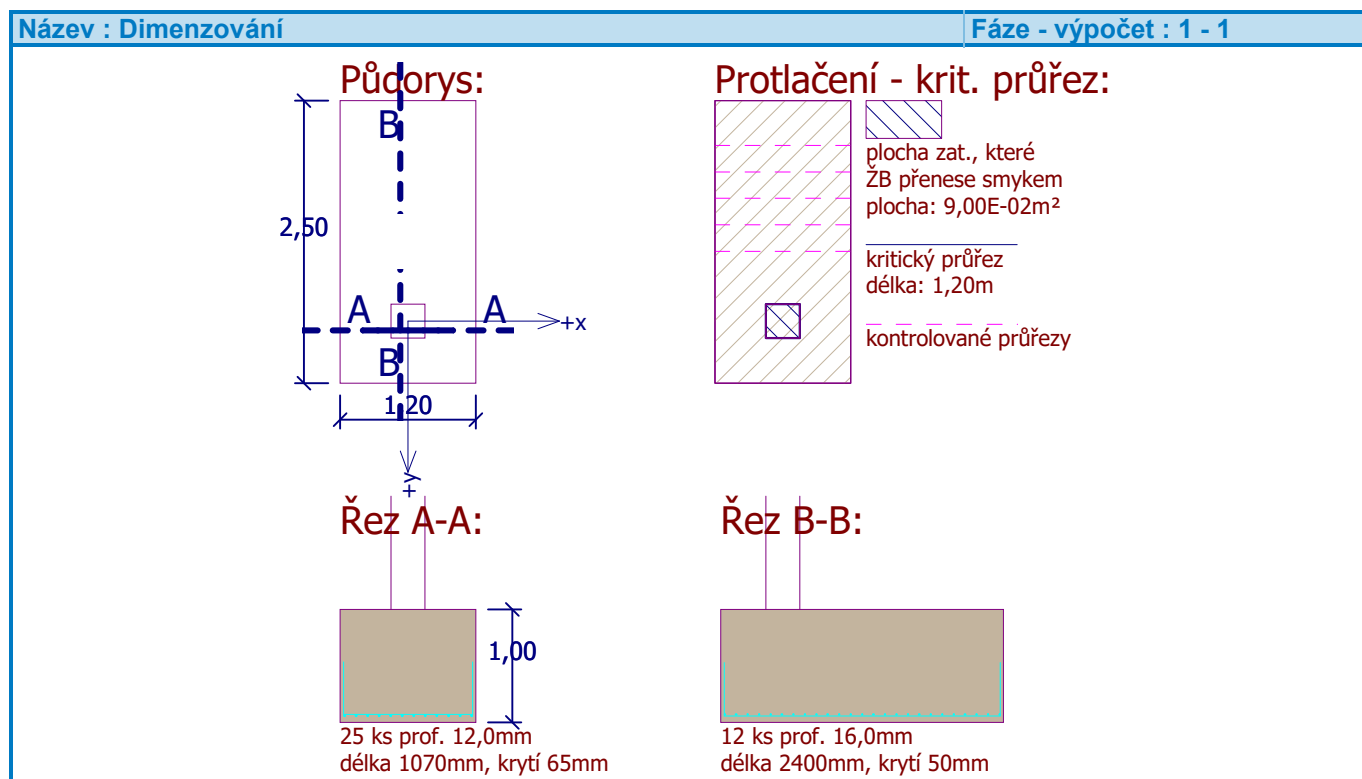 Název : Dimenzování
Fáze - výpočet : 1 - 1
Půdorys:
B
2,50
A
A
+x
B
1,20
+y
Protlačení - krit. průřez:
plocha zat., které
ŽB přenese smykem
plocha: 9,00E-02m²
kritický průřez
délka: 1,20m
kontrolované průřezy
Řez A-A:
1,00
25 ks prof. 12,0mm
délka 1070mm, krytí 65mm
Řez B-B:
12 ks prof. 16,0mm
délka 2400mm, krytí 50mm